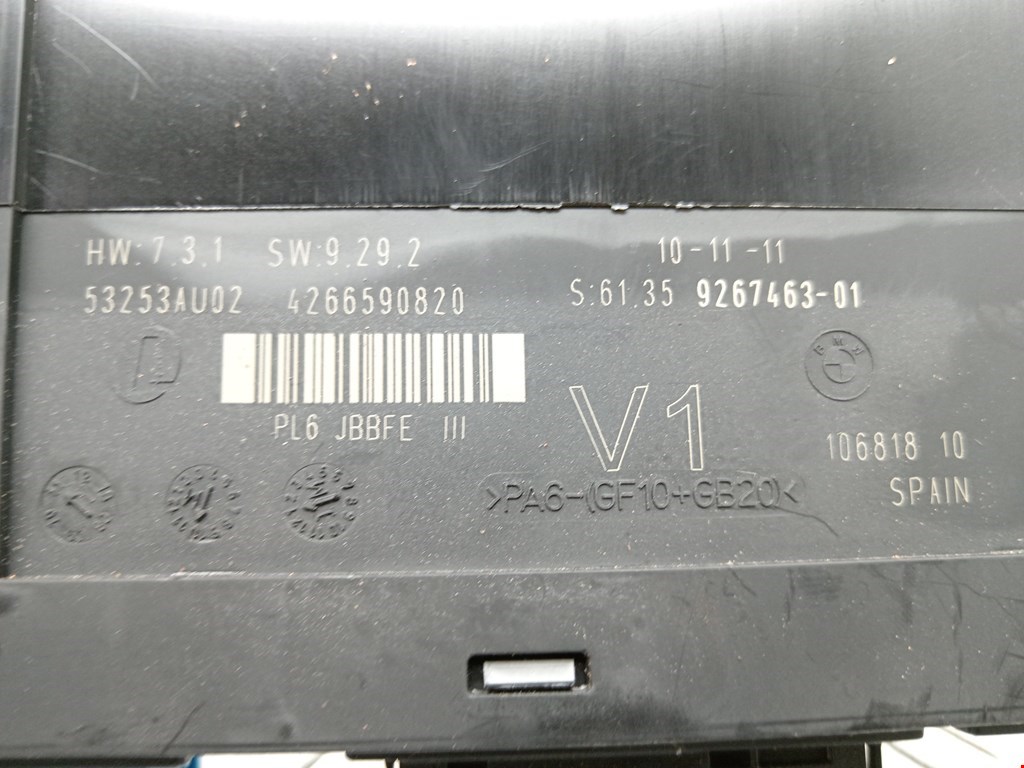 HW:7.3.1 SW:9.29.2
10-11-11
53253AU02 4266590820
S:61.35 9267463-01
BMW
PL6 JBBFE III
V1
106818 10
SPAIN
>PA6-(GF10+GB20)<